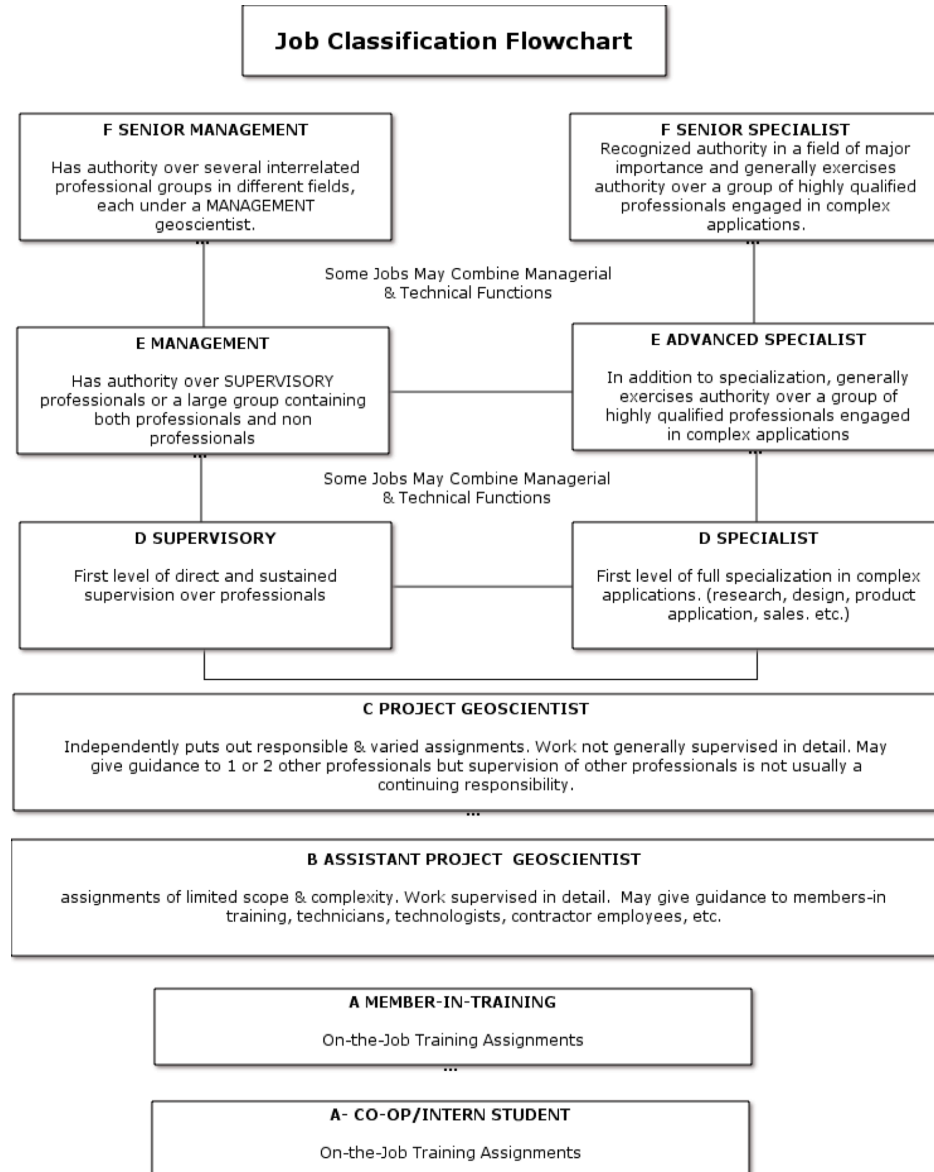 Job Classification Flowchart
F SENIOR MANAGEMENT
Has authority over several interrelated
professional groups in different fields,
each under a MANAGEMENT
geoscientist.
...
F SENIOR SPECIALIST
Recognized authority in a field of major
importance and generally exercises
authority over a group of highly qualified
professionals engaged in complex
applications.
...
Some Jobs May Combine Managerial
& Technical Functions
E MANAGEMENT
Has authority over SUPERVISORY
professionals or a large group containing
both professionals and non
professionals
...
E ADVANCED SPECIALIST
In addition to specialization, generally
exercises authority over a group of
highly qualified professionals engaged
in complex applications
...
Some Jobs May Combine Managerial
& Technical Functions
D SUPERVISORY
First level of direct and sustained
supervision over professionals
D SPECIALIST
First level of full specialization in complex
applications. (research, design, product
application, sales. etc.)
C PROJECT GEOSCIENTIST
Independently puts out responsible & varied assignments. Work not generally supervised in detail. May
give guidance to 1 or 2 other professionals but supervision of other professionals is not usually a
continuing responsibility.
...
B ASSISTANT PROJECT GEOSCIENTIST
assignments of limited scope & complexity. Work supervised in detail. May give guidance to members-in
training, technicians, technologists, contractor employees, etc.
A MEMBER-IN-TRAINING
On-the-Job Training Assignments
...
A- CO-OP/INTERN STUDENT
On-the-Job Training Assignments